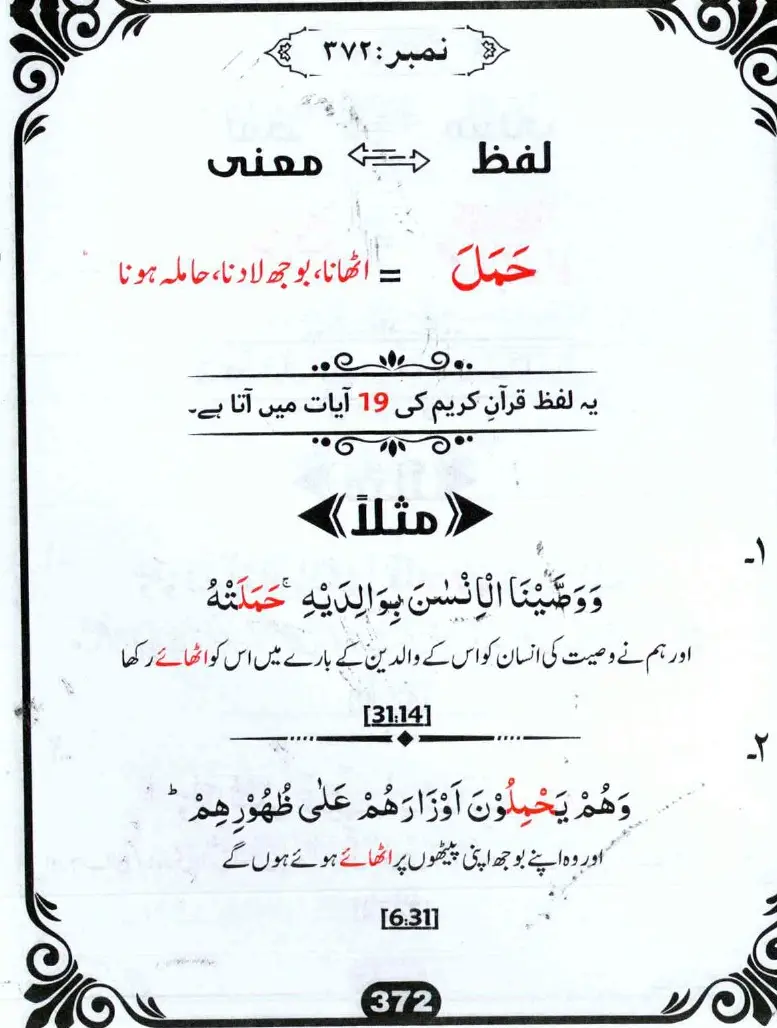 نمبر: ۳۷۲
لفظ معنی
حَمَلَ = اٹھانا، بوجھ لادنا، حاملہ ہونا
یہ لفظ قرآنِ کریم کی 19 آیات میں آتا ہے۔
مثلاً
۱۔
وَوَصَّيْنَا الْاِنْسٰنَ بِوَالِدَيْهِ ۚ حَمَلَتْهُ
اور ہم نے وصیت کی انسان کو اس کے والدین کے بارے میں اس کو اٹھائے رکھا
[31:14]
۲۔
وَهُمْ يَحْمِلُوْنَ اَوْزَارَهُمْ عَلٰى ظُهُوْرِهِمْ ؕ
اور وہ اپنے بوجھ اپنی پیٹھوں پر اٹھائے ہوئے ہوں گے
[6:31]
372